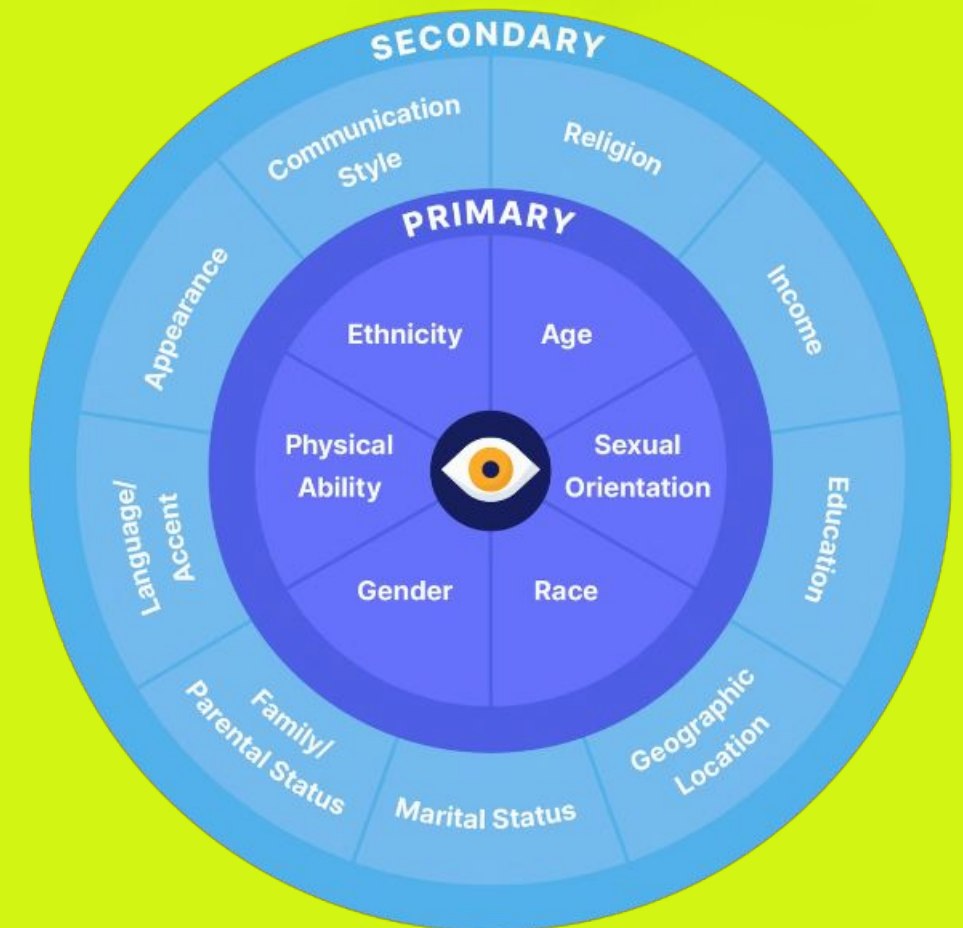 SECONDARY
Communication
Style
Religion
Income
Education
Geographic
Location
Marital Status
Family/
Parental Status
Language/
Accent
Appearance
PRIMARY
Ethnicity
Age
Sexual
Orientation
Race
Gender
Physical
Ability